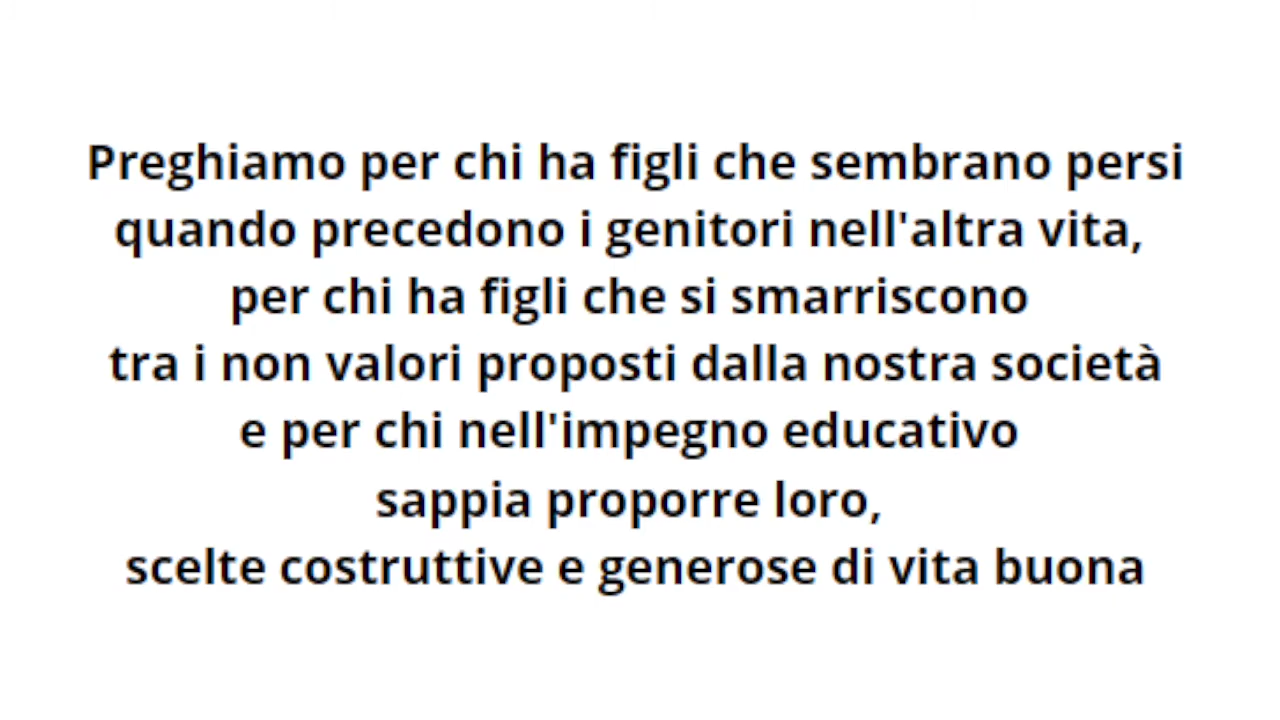 Preghiamo per chi ha figli che sembrano persi
quando precedono i genitori nell'altra vita,
per chi ha figli che si smarriscono
tra i non valori proposti dalla nostra società
e per chi nell'impegno educativo
sappia proporre loro,
scelte costruttive e generose di vita buona